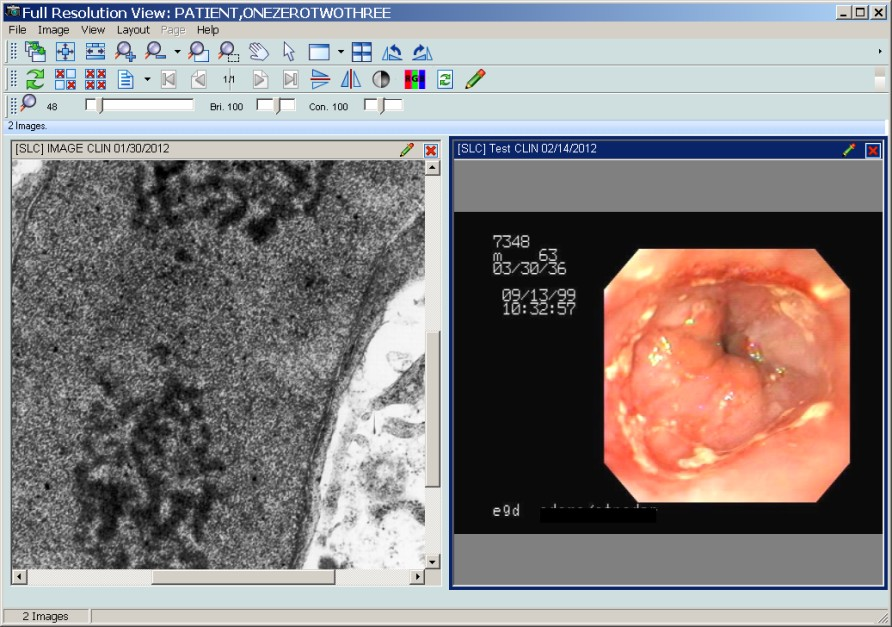 Full Resolution View: PATIENT,ONEZEROTWOTHREE
File Image View Layout Page Help
1/1
RGB
48 Bri. 100 Con. 100
2 Images.
[SLC] IMAGE CLIN 01/30/2012
[SLC] Test CLIN 02/14/2012
7348
m 63
03/30/36
09/13/99
10:32:57
egd
2 Images